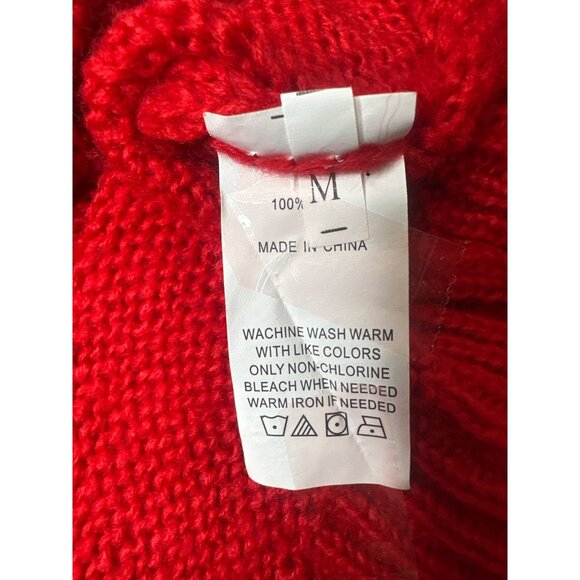 M
100%
MADE IN CHINA
WACHINE WASH WARM
WITH LIKE COLORS
ONLY NON-CHLORINE
BLEACH WHEN NEEDED
WARM IRON IF NEEDED